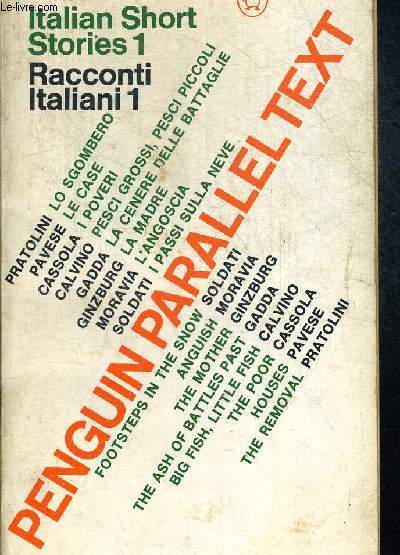 © Le-livre.com
Italian Short
Stories 1
Racconti
Italiani 1
PRATOLINI LO SGOMBERO
PAVESE LE CASE
CASSOLA I POVERI
CALVINO PESCI GROSSI, PESCI PICCOLI
GADDA LA CENERE DELLE BATTAGLIE
GINZBURG LA MADRE
MORAVIA L'ANGOSCIA
SOLDATI I PASSI SULLA NEVE
PENGUIN PARALLEL TEXT
FOOTSTEPS IN THE SNOW SOLDATI
ANGUISH MORAVIA
THE MOTHER GINZBURG
THE ASH OF BATTLES PAST GADDA
BIG FISH, LITTLE FISH CALVINO
THE POOR CASSOLA
HOUSES PAVESE
THE REMOVAL PRATOLINI